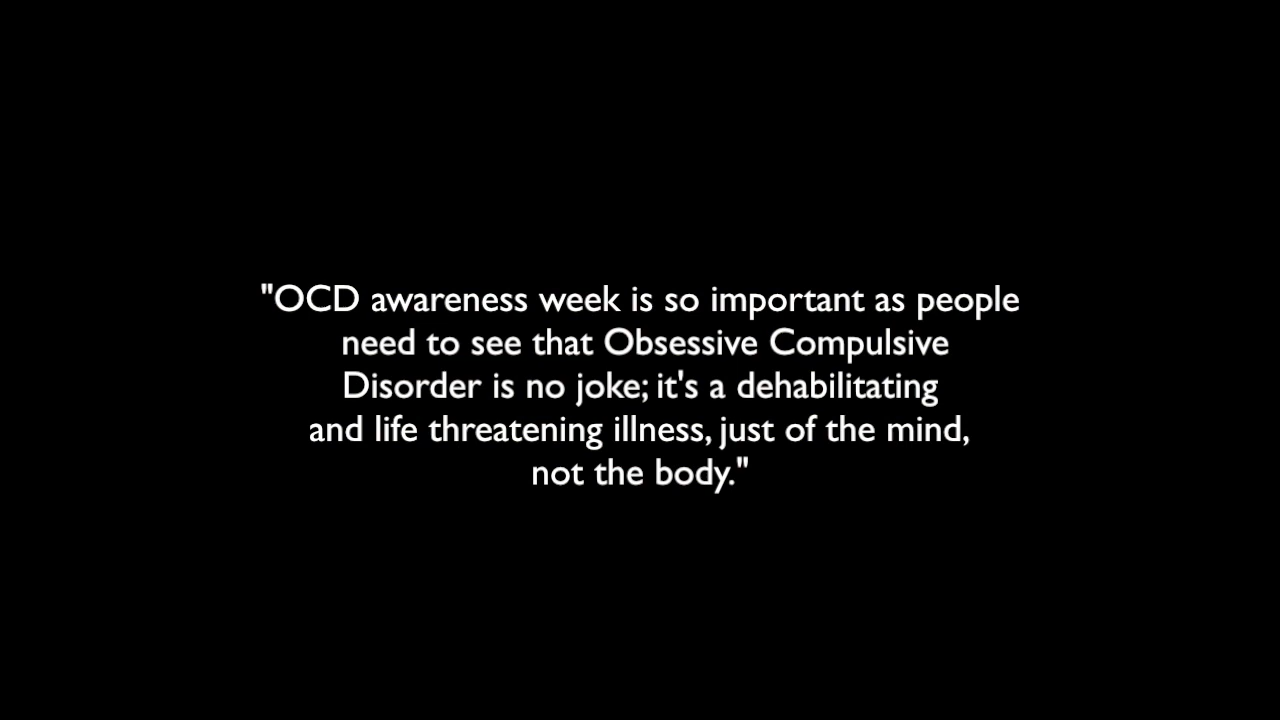 "OCD awareness week is so important as people
need to see that Obsessive Compulsive
Disorder is no joke; it's a dehabilitating
and life threatening illness, just of the mind,
not the body."